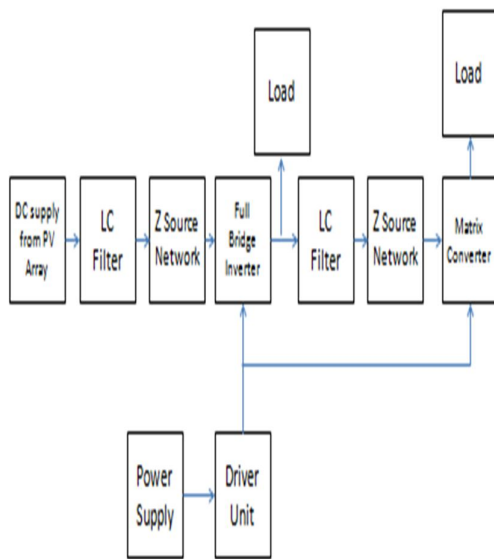 Load
Load
DC supply
from PV
Array
LC
Filter
Z Source
Network
Full
Bridge
Inverter
LC
Filter
Z Source
Network
Matrix
Converter
Power
Supply
Driver
Unit